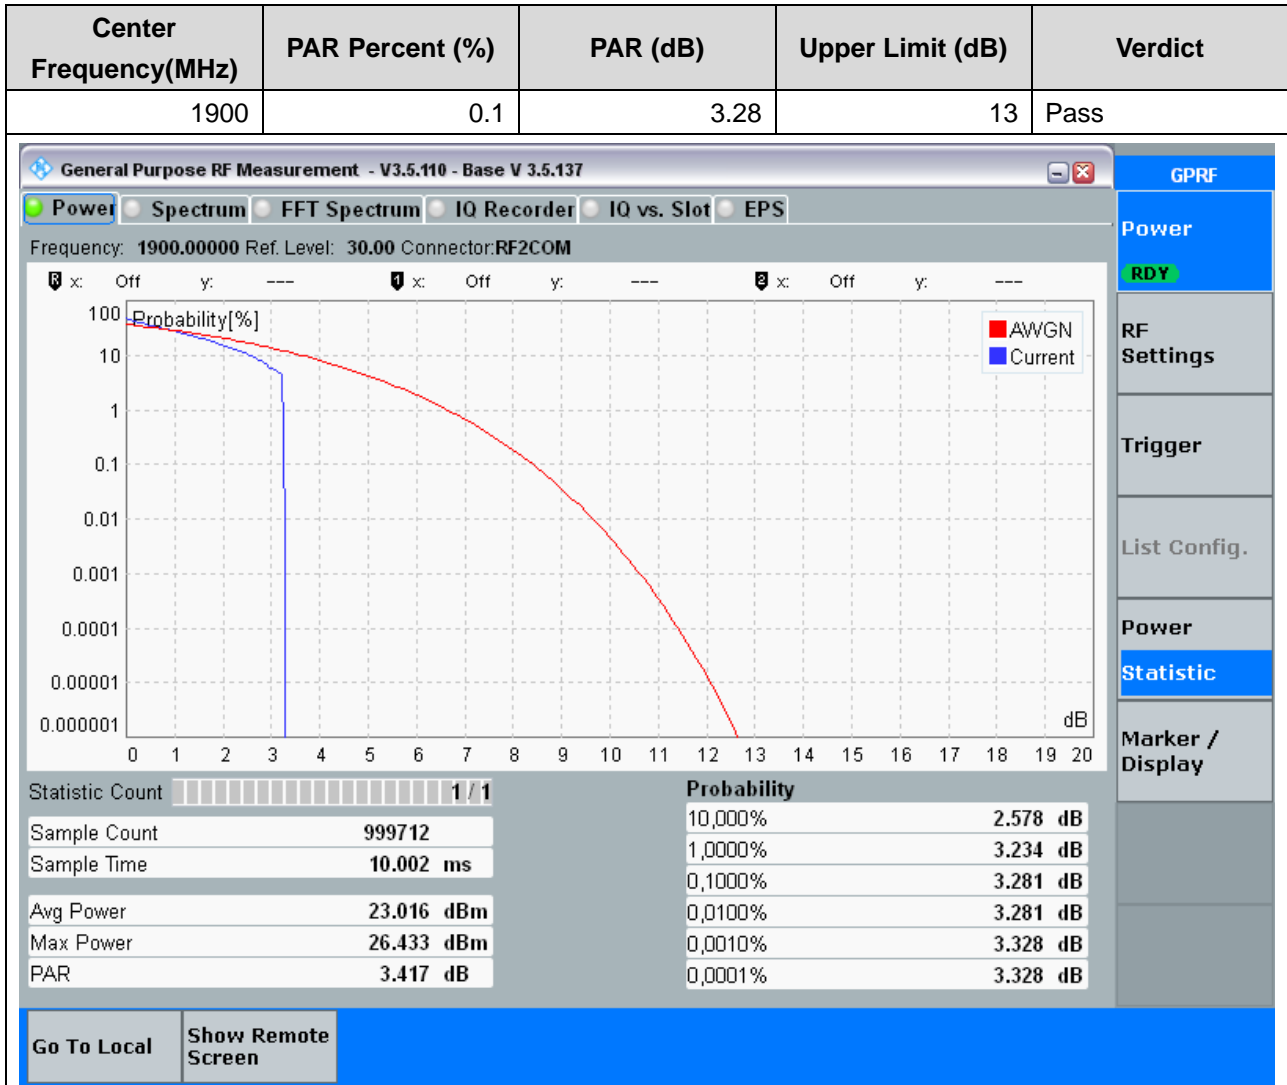 Center Frequency(MHz) PAR Percent (%) PAR (dB) Upper Limit (dB) Verdict
1900 0.1 3.28 13 Pass
General Purpose RF Measurement - V3.5.110 - Base V 3.5.137
Power Spectrum FFT Spectrum IQ Recorder IQ vs. Slot EPS
Frequency: 1900.00000 Ref. Level: 30.00 Connector:RF2COM
R x: Off y: --- 1 x: Off y: --- 2 x: Off y: ---
Probability[%]
AWGN
Current
100
10
1
0.1
0.01
0.001
0.0001
0.00001
0.000001
dB
0 1 2 3 4 5 6 7 8 9 10 11 12 13 14 15 16 17 18 19 20
Statistic Count 1 / 1
Sample Count 999712
Sample Time 10.002 ms
Avg Power 23.016 dBm
Max Power 26.433 dBm
PAR 3.417 dB
Probability
10,000% 2.578 dB
1,0000% 3.234 dB
0,1000% 3.281 dB
0,0100% 3.281 dB
0,0010% 3.328 dB
0,0001% 3.328 dB
GPRF
Power
RDY
RF
Settings
Trigger
List Config.
Power
Statistic
Marker /
Display
Go To Local
Show Remote
Screen